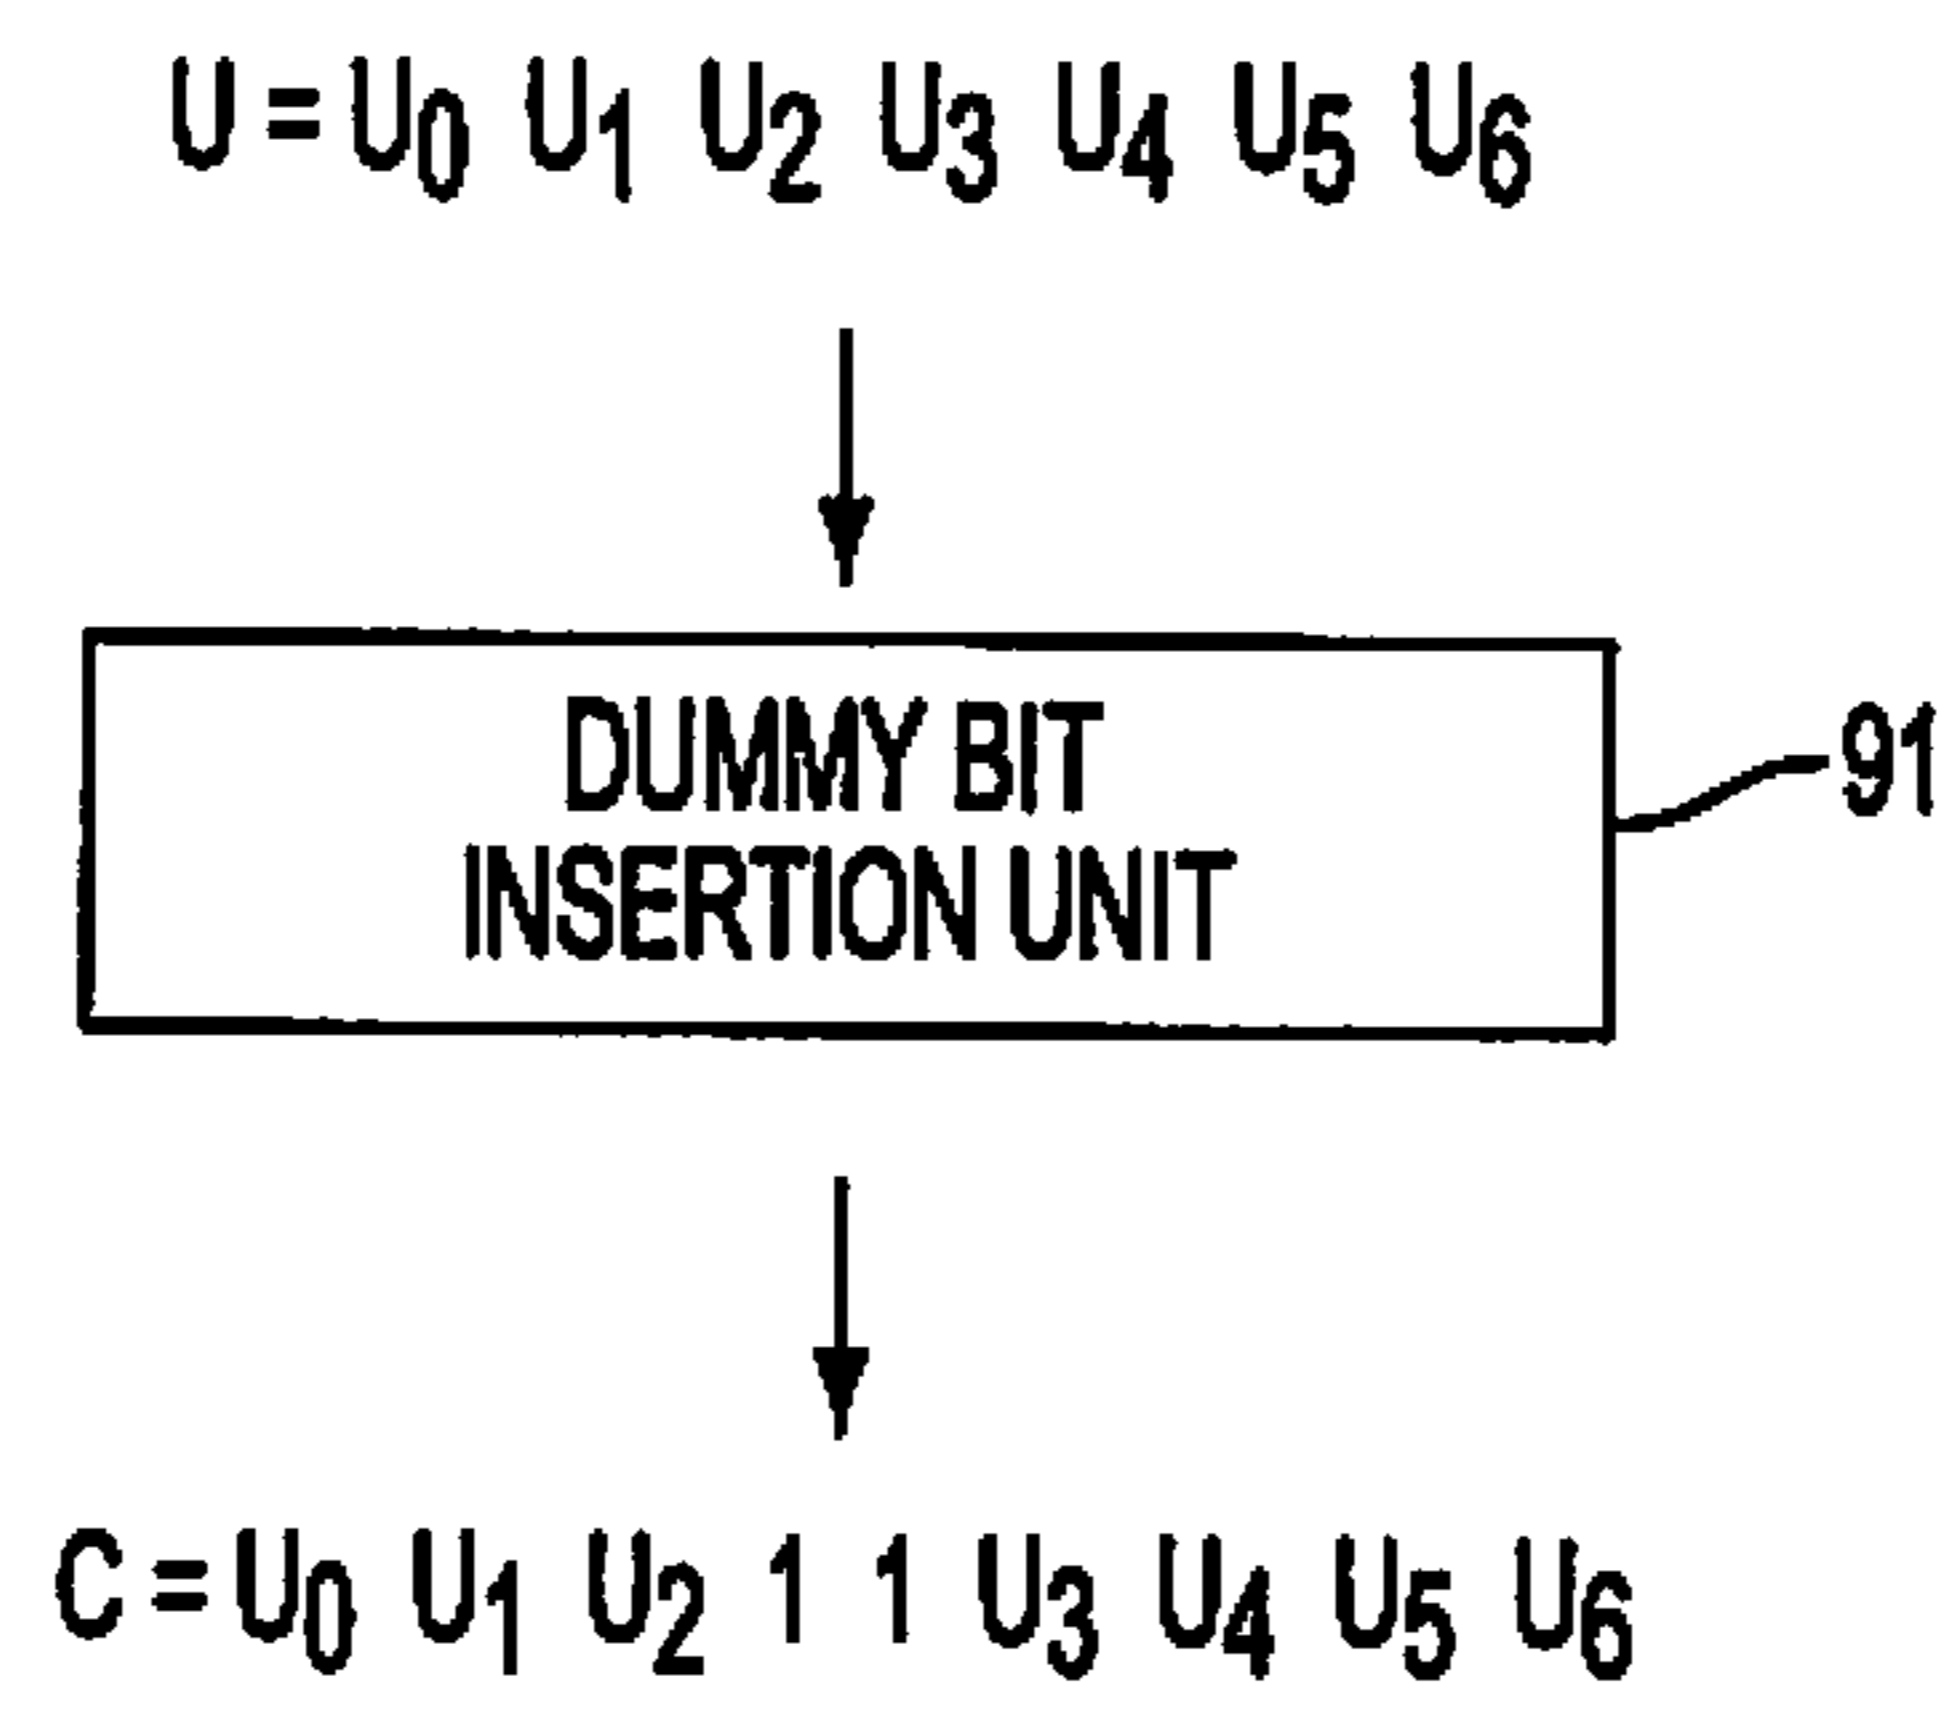 U = U0 U1 U2 U3 U4 U5 U6
DUMMY BIT
INSERTION UNIT
91
C = U0 U1 U2 1 1 U3 U4 U5 U6